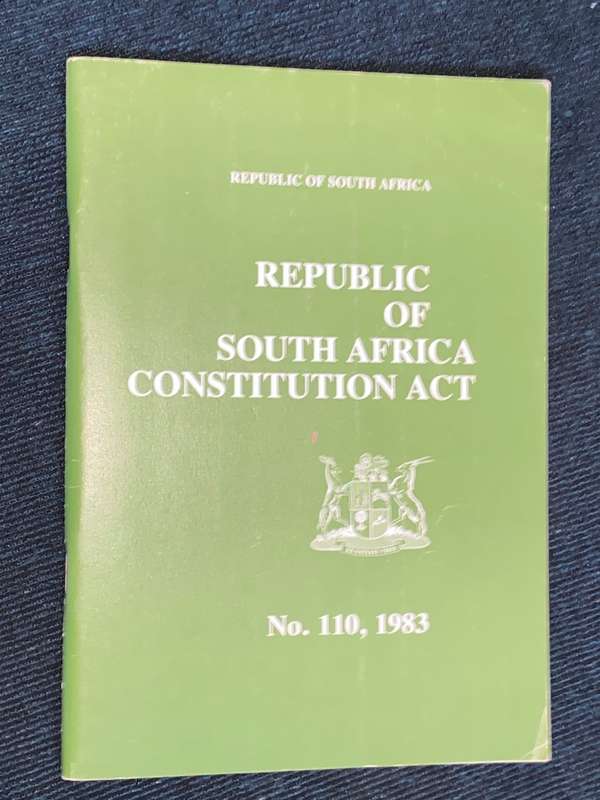 REPUBLIC OF SOUTH AFRICA
REPUBLIC
OF
SOUTH AFRICA
CONSTITUTION ACT
No. 110, 1983